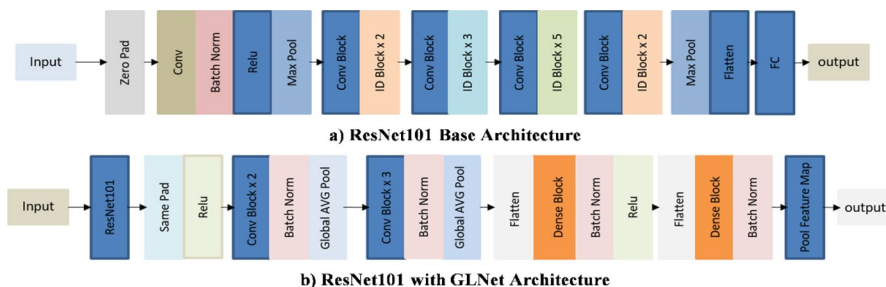 Input
Zero Pad
Conv
Batch Norm
Relu
Max Pool
Conv Block
ID Block x 2
Conv Block
ID Block x 3
Conv Block
ID Block x 5
Conv Block
ID Block x 2
Max Pool
Flatten
FC
output
a) ResNet101 Base Architecture
Input
ResNet101
Same Pad
Relu
Conv Block x 2
Batch Norm
Global AVG Pool
Conv Block x 3
Batch Norm
Global AVG Pool
Flatten
Dense Block
Batch Norm
Relu
Flatten
Dense Block
Batch Norm
Pool Feature Map
output
b) ResNet101 with GLNet Architecture